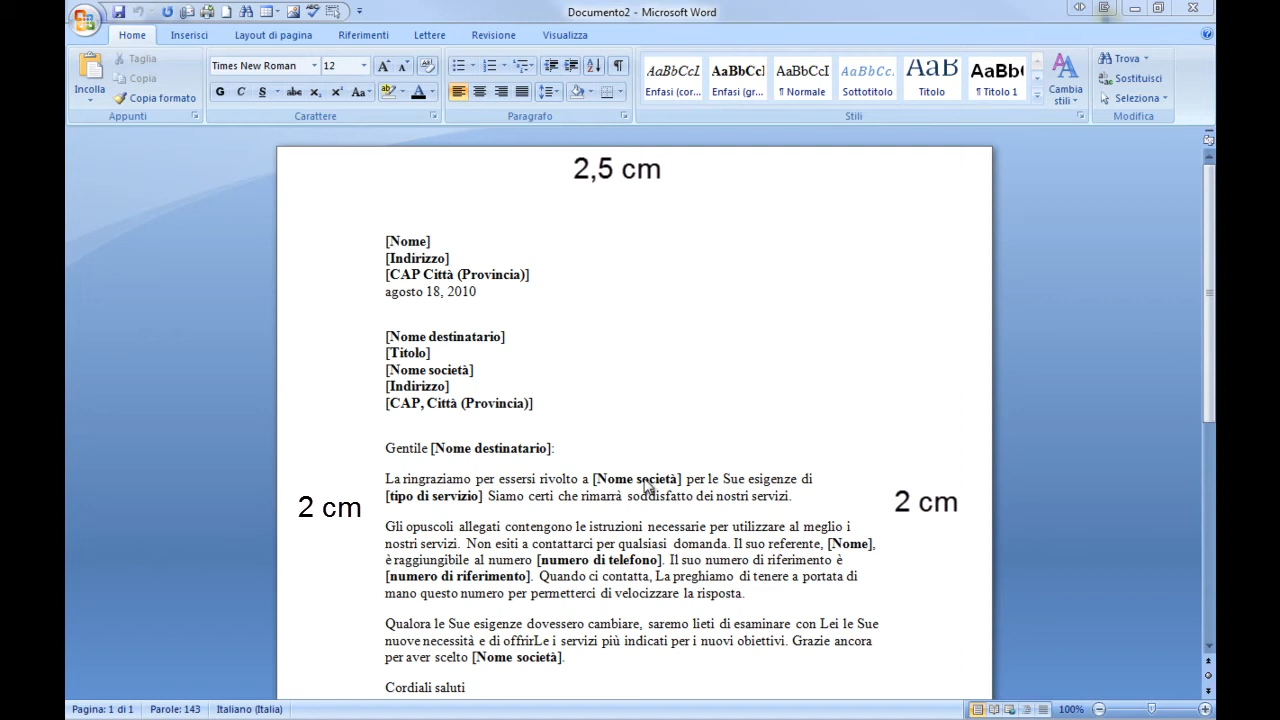 Documento2 - Microsoft Word
Home Inserisci Layout di pagina Riferimenti Lettere Revisione Visualizza
Incolla
Taglia
Copia
Copia formato
Appunti
Times New Roman 12
G C S abc x₂ x² Aa A
Carattere
Paragrafo
AaBbCcL AaBbCcl AaBbCcI AaBbCc. AaB AaBb(
Enfasi (cor... Enfasi (gr... ¶ Normale Sottotitolo Titolo ¶ Titolo 1
Cambia stili
Stili
Trova
Sostituisci
Seleziona
Modifica
2,5 cm
[Nome]
[Indirizzo]
[CAP Città (Provincia)]
agosto 18, 2010
[Nome destinatario]
[Titolo]
[Nome società]
[Indirizzo]
[CAP, Città (Provincia)]
Gentile [Nome destinatario]:
La ringraziamo per essersi rivolto a [Nome società] per le Sue esigenze di
[tipo di servizio] Siamo certi che rimarrà soddisfatto dei nostri servizi.
2 cm
2 cm
Gli opuscoli allegati contengono le istruzioni necessarie per utilizzare al meglio i
nostri servizi. Non esiti a contattarci per qualsiasi domanda. Il suo referente, [Nome],
è raggiungibile al numero [numero di telefono]. Il suo numero di riferimento è
[numero di riferimento]. Quando ci contatta, La preghiamo di tenere a portata di
mano questo numero per permetterci di velocizzare la risposta.
Qualora le Sue esigenze dovessero cambiare, saremo lieti di esaminare con Lei le Sue
nuove necessità e di offrirLe i servizi più indicati per i nuovi obiettivi. Grazie ancora
per aver scelto [Nome società].
Cordiali saluti
Pagina: 1 di 1 Parole: 143 Italiano (Italia) 100%